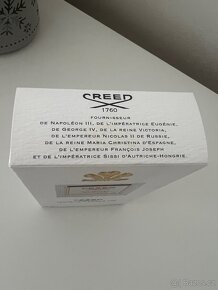 CREED
1760
FOURNISSEUR
DE NAPOLÉON III, DE L'IMPÉRATRICE EUGÉNIE,
DE GEORGE IV, DE LA REINE VICTORIA,
DE L'EMPEREUR NICOLAS II DE RUSSIE,
DE LA REINE MARIA CHRISTINA D'ESPAGNE,
DE L'EMPEREUR FRANÇOIS JOSEPH
ET DE L'IMPÉRATRICE SISSI D'AUTRICHE-HONGRIE.
CREED